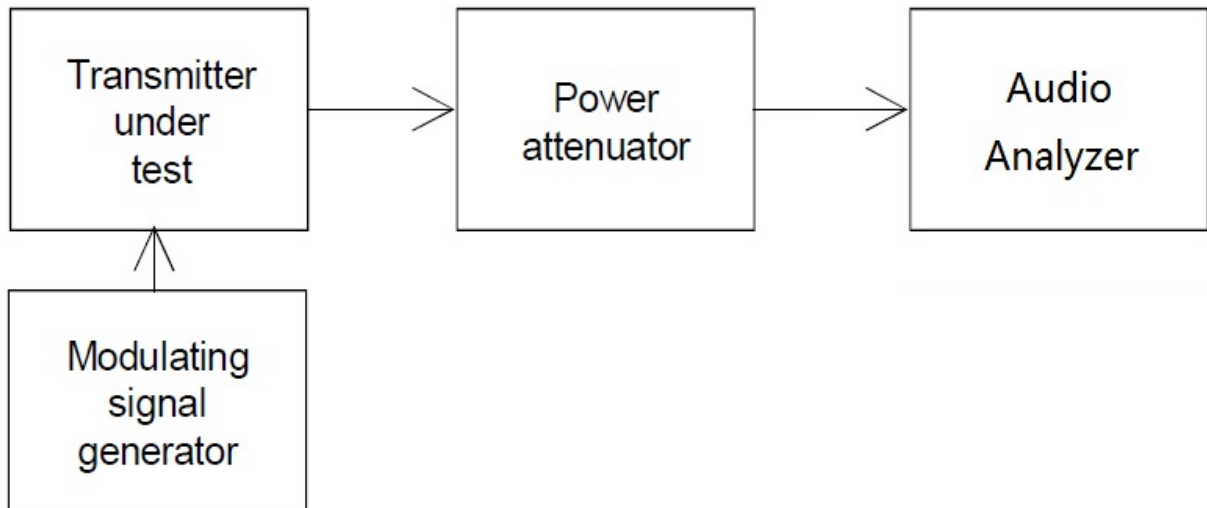 Transmitter
under
test
Power
attenuator
Audio
Analyzer
Modulating
signal
generator